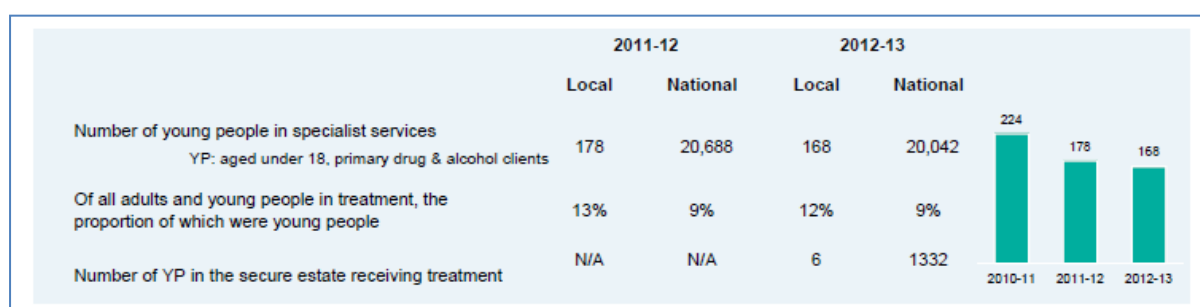 2011-12 2012-13
Local National Local National
Number of young people in specialist services
YP: aged under 18, primary drug & alcohol clients
178 20,688 168 20,042
Of all adults and young people in treatment, the
proportion of which were young people
13% 9% 12% 9%
Number of YP in the secure estate receiving treatment
N/A N/A 6 1332
224 178 168
2010-11 2011-12 2012-13